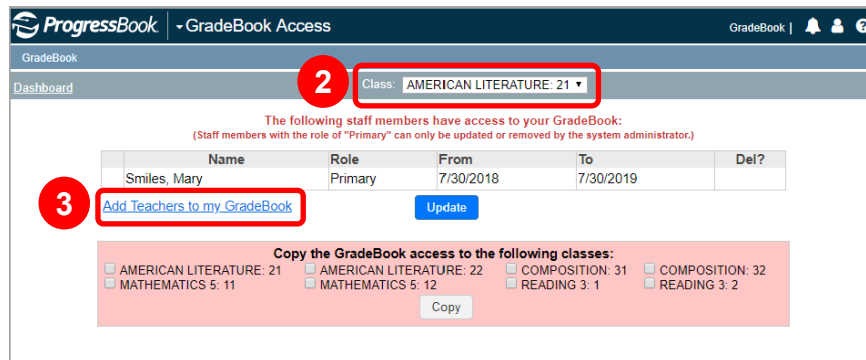 ProgressBook GradeBook Access GradeBook |
GradeBook
Dashboard 2 Class: AMERICAN LITERATURE: 21
The following staff members have access to your GradeBook:
(Staff members with the role of "Primary" can only be updated or removed by the system administrator.)
Name Role From To Del?
Smiles, Mary Primary 7/30/2018 7/30/2019
3 Add Teachers to my GradeBook Update
Copy the GradeBook access to the following classes:
AMERICAN LITERATURE: 21 AMERICAN LITERATURE: 22 COMPOSITION: 31 COMPOSITION: 32
MATHEMATICS 5: 11 MATHEMATICS 5: 12 READING 3: 1 READING 3: 2
Copy